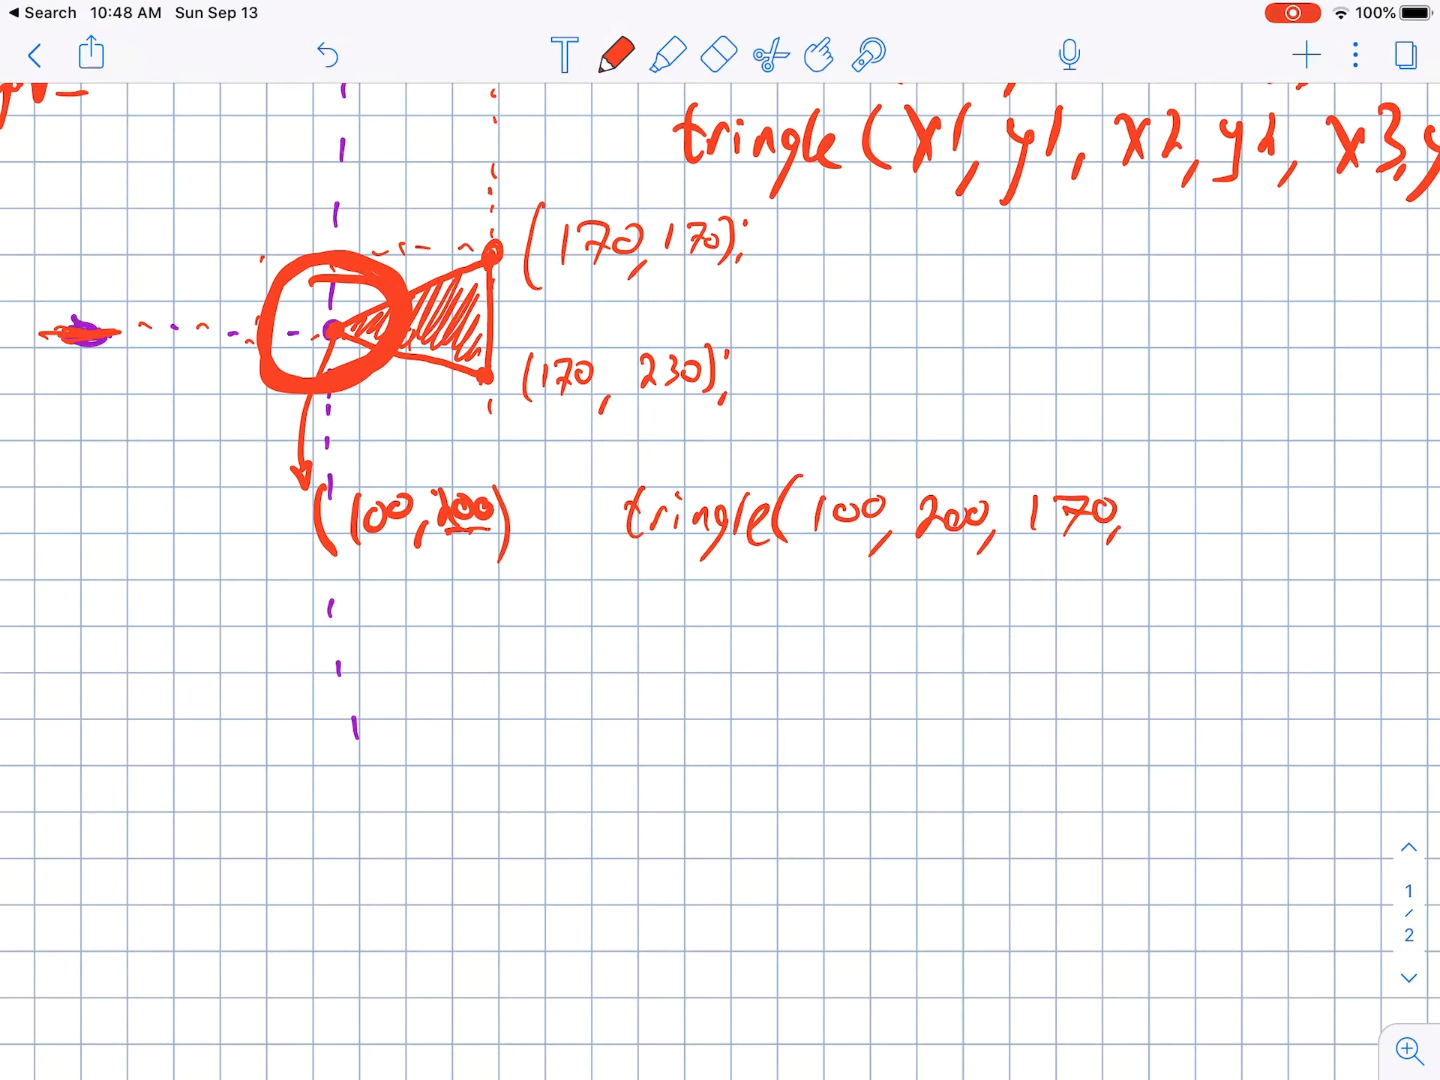 Search 10:48 AM Sun Sep 13 100%
T
tringle (x1, y1, x2, y2, x3, y
(170, 170);
(170, 230);
(100, 200) tringle(100, 200, 170,
1
2